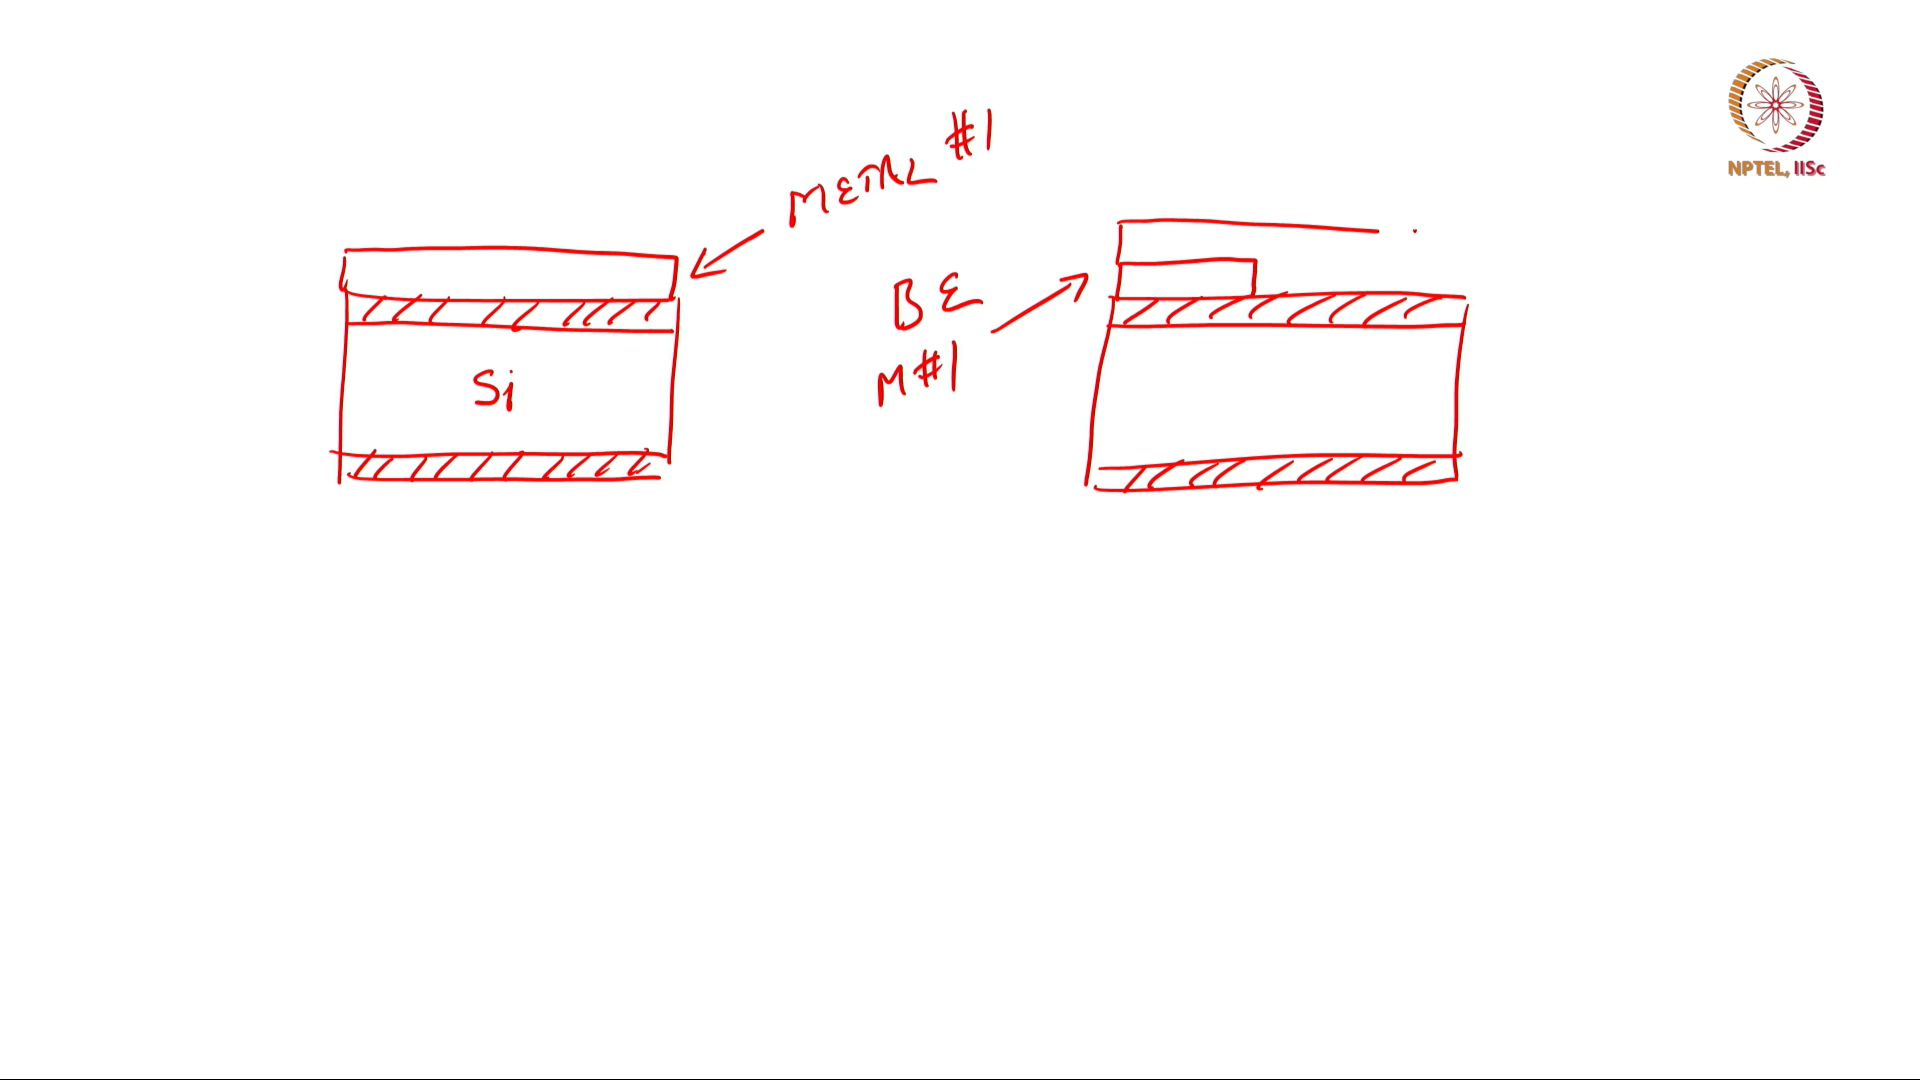 METAL #1
BE
M#1
Si
NPTEL, IISc